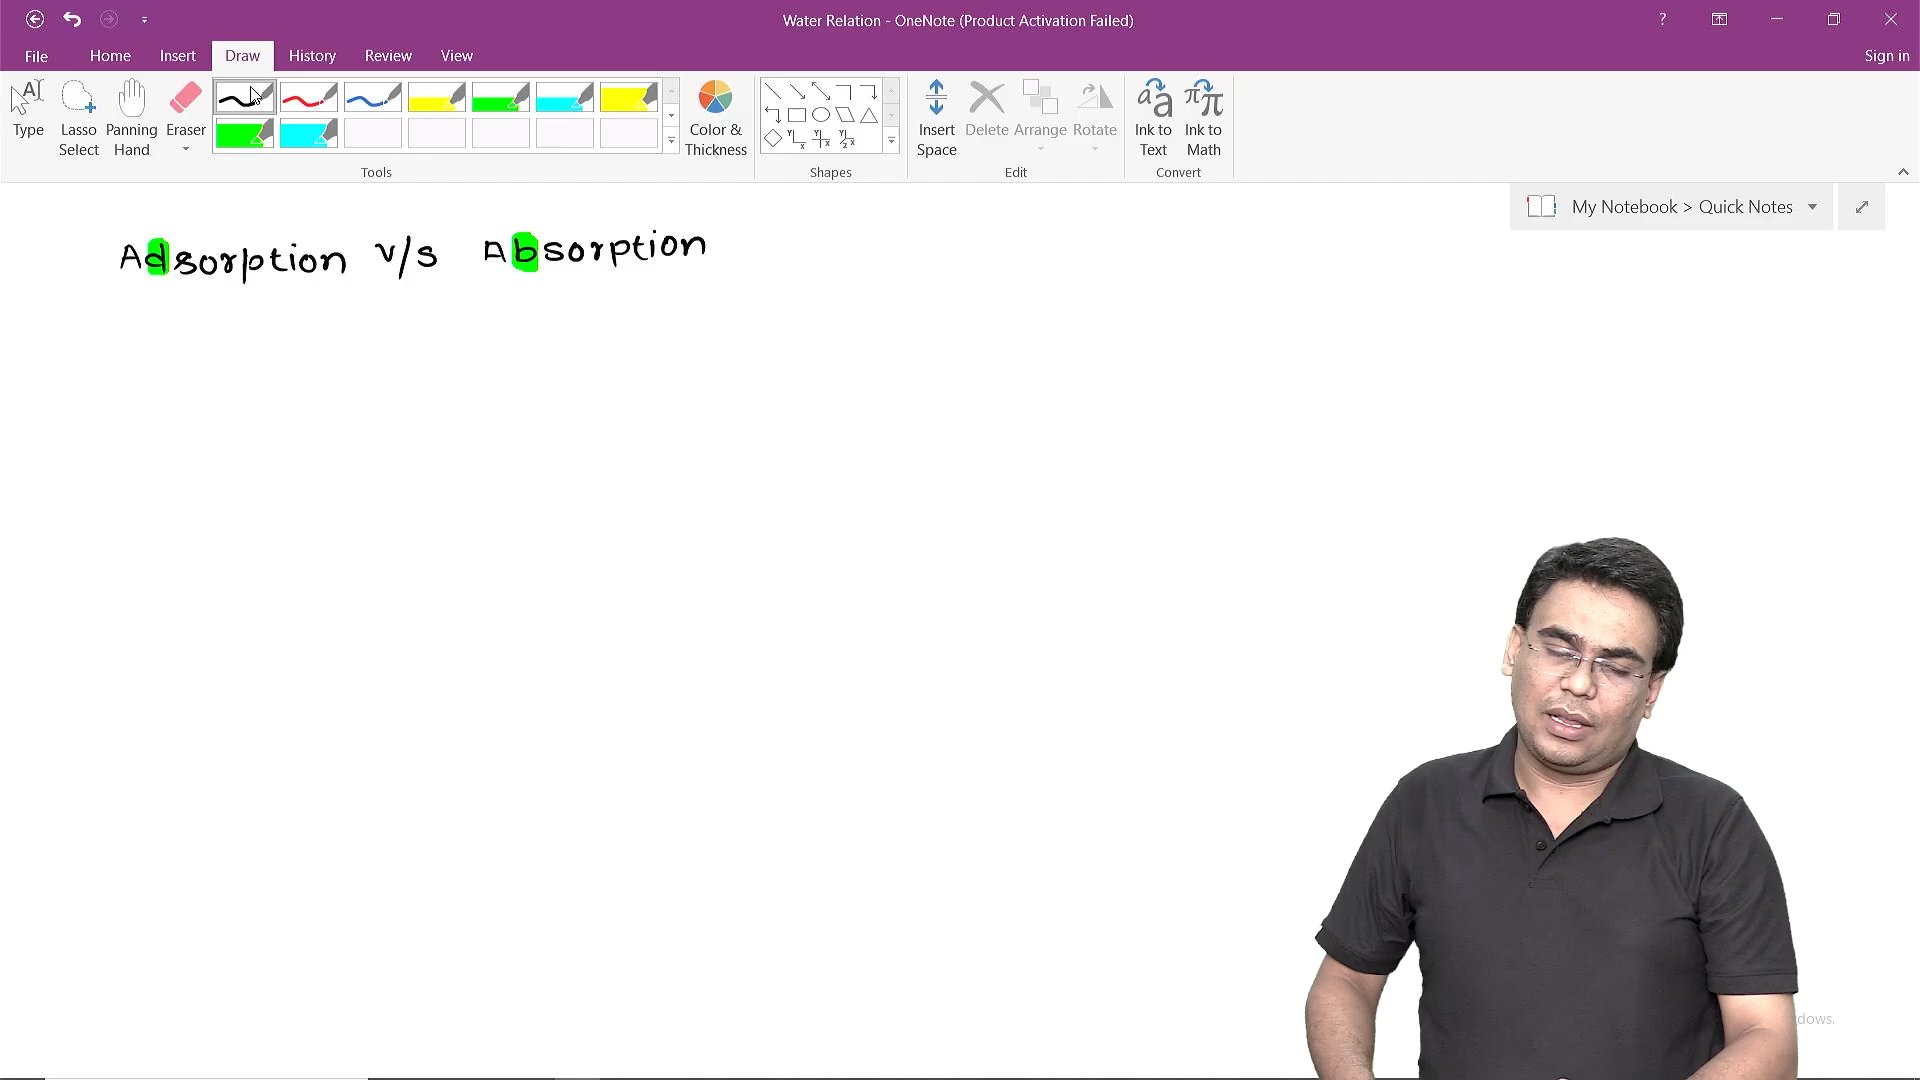 Water Relation - OneNote (Product Activation Failed)
?
File Home Insert Draw History Review View Sign in
Type Lasso Select Panning Hand Eraser Color & Thickness Insert Space Delete Arrange Rotate Ink to Text Ink to Math
Tools Shapes Edit Convert
My Notebook > Quick Notes
Adsorption v/s Absorption
dows.